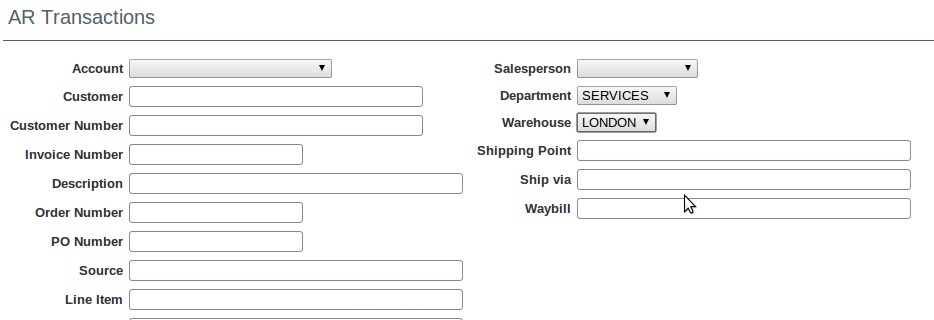 AR Transactions
Account
Customer
Customer Number
Invoice Number
Description
Order Number
PO Number
Source
Line Item
Salesperson
Department SERVICES
Warehouse LONDON
Shipping Point
Ship via
Waybill